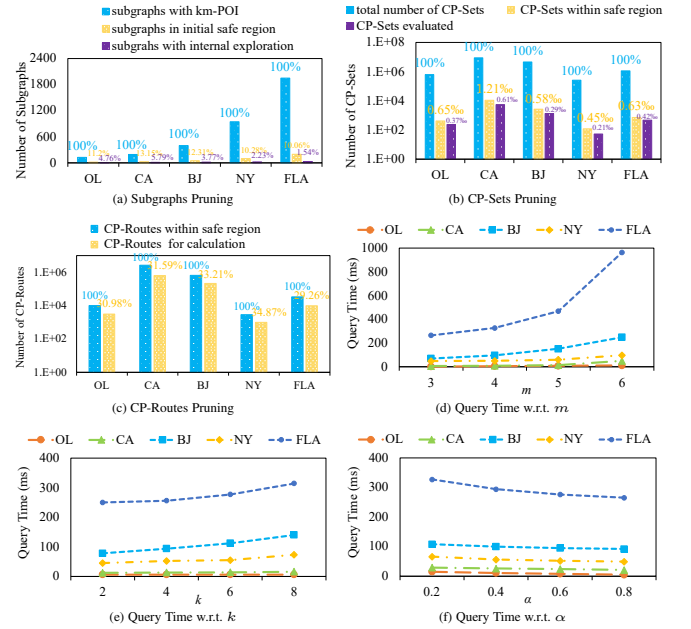 subgraphs with km-POI
subgraphs in initial safe region
subgrahs with internal exploration
Number of Subgraphs
2400
1800
1200
600
0
100% 100% 100% 100% 100%
4.76% 5.79% 2.31% 3.77% 10.28% 2.23% 1.54%
OL CA BJ NY FLA
(a) Subgraphs Pruning
total number of CP-Sets
CP-Sets within safe region
CP-Sets evaluated
Number of CP-Sets
1.E+08
1.E+06
1.E+04
1.E+02
1.E+00
100% 100% 100% 100% 100%
0.65% 0.37% 1.21% 0.61% 0.58% 0.29% 0.45% 0.21% 0.63% 0.42%
OL CA BJ NY FLA
(b) CP-Sets Pruning
CP-Routes within safe region
CP-Routes for calculation
Number of CP-Routes
1.E+06
1.E+04
1.E+02
1.E+00
100% 100% 100% 100% 100%
30.98% 33.21% 34.87% 29.26%
OL CA BJ NY FLA
(c) CP-Routes Pruning
OL CA BJ NY FLA
Query Time (ms)
1000
800
600
400
200
0
3 4 5 6
m
(d) Query Time w.r.t. m
OL CA BJ NY FLA
Query Time (ms)
400
300
200
100
0
2 4 6 8
k
(e) Query Time w.r.t. k
OL CA BJ NY FLA
Query Time (ms)
400
300
200
100
0
0.2 0.4 0.6 0.8
α
(f) Query Time w.r.t. α